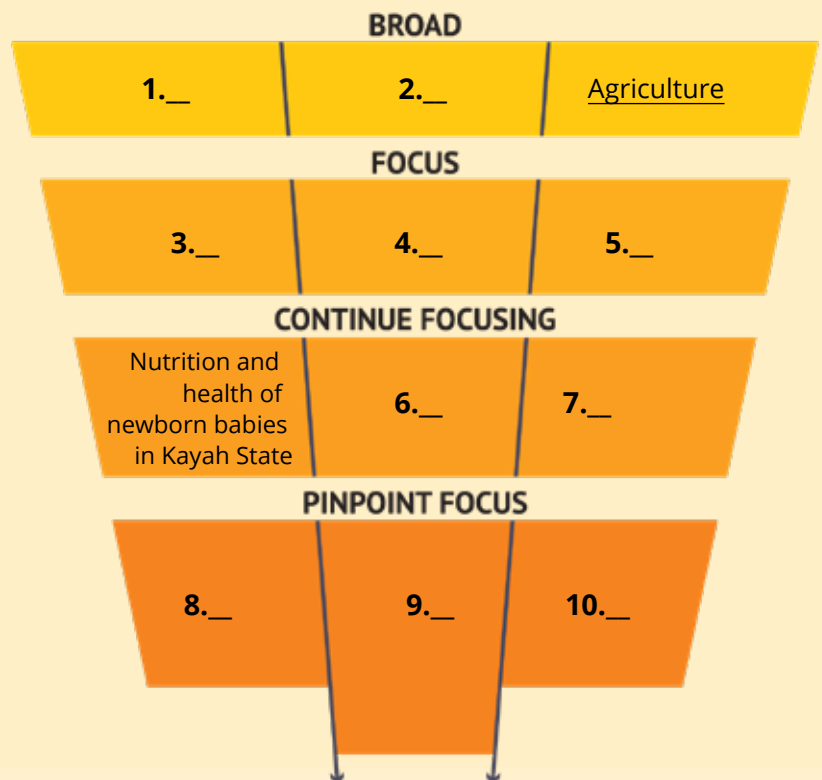 BROAD
1.__ 2.__ Agriculture
FOCUS
3.__ 4.__ 5.__
CONTINUE FOCUSING
Nutrition and
health of
newborn babies
in Kayah State
6.__ 7.__
PINPOINT FOCUS
8.__ 9.__ 10.__